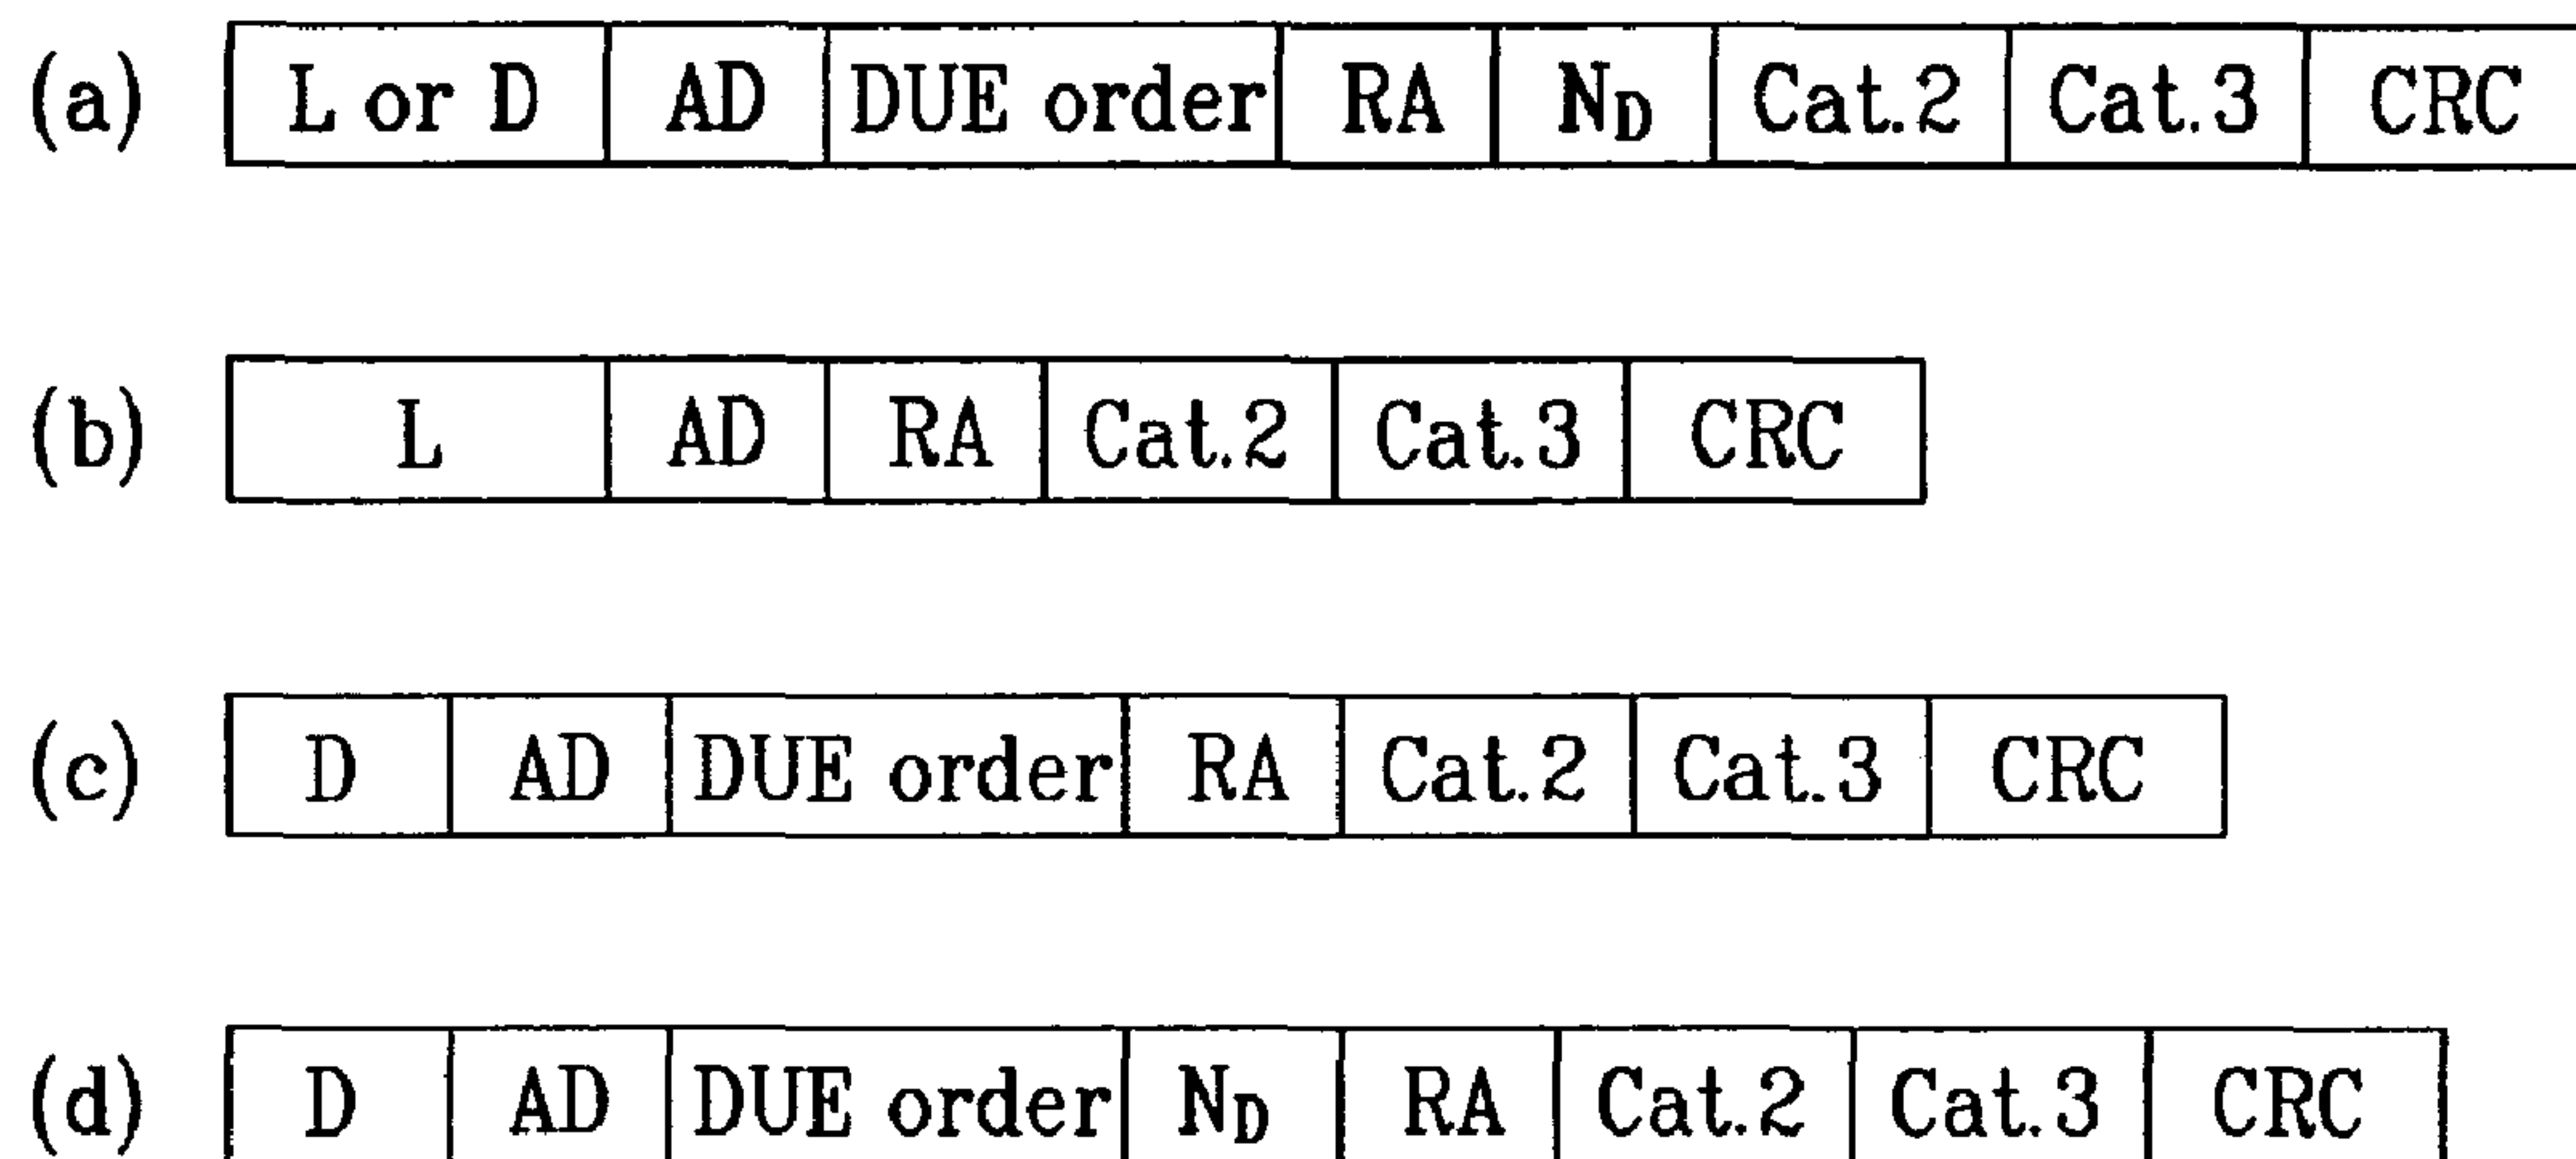 (a) L or D AD DUE order RA N_D Cat.2 Cat.3 CRC
(b) L AD RA Cat.2 Cat.3 CRC
(c) D AD DUE order RA Cat.2 Cat.3 CRC
(d) D AD DUE order N_D RA Cat.2 Cat.3 CRC